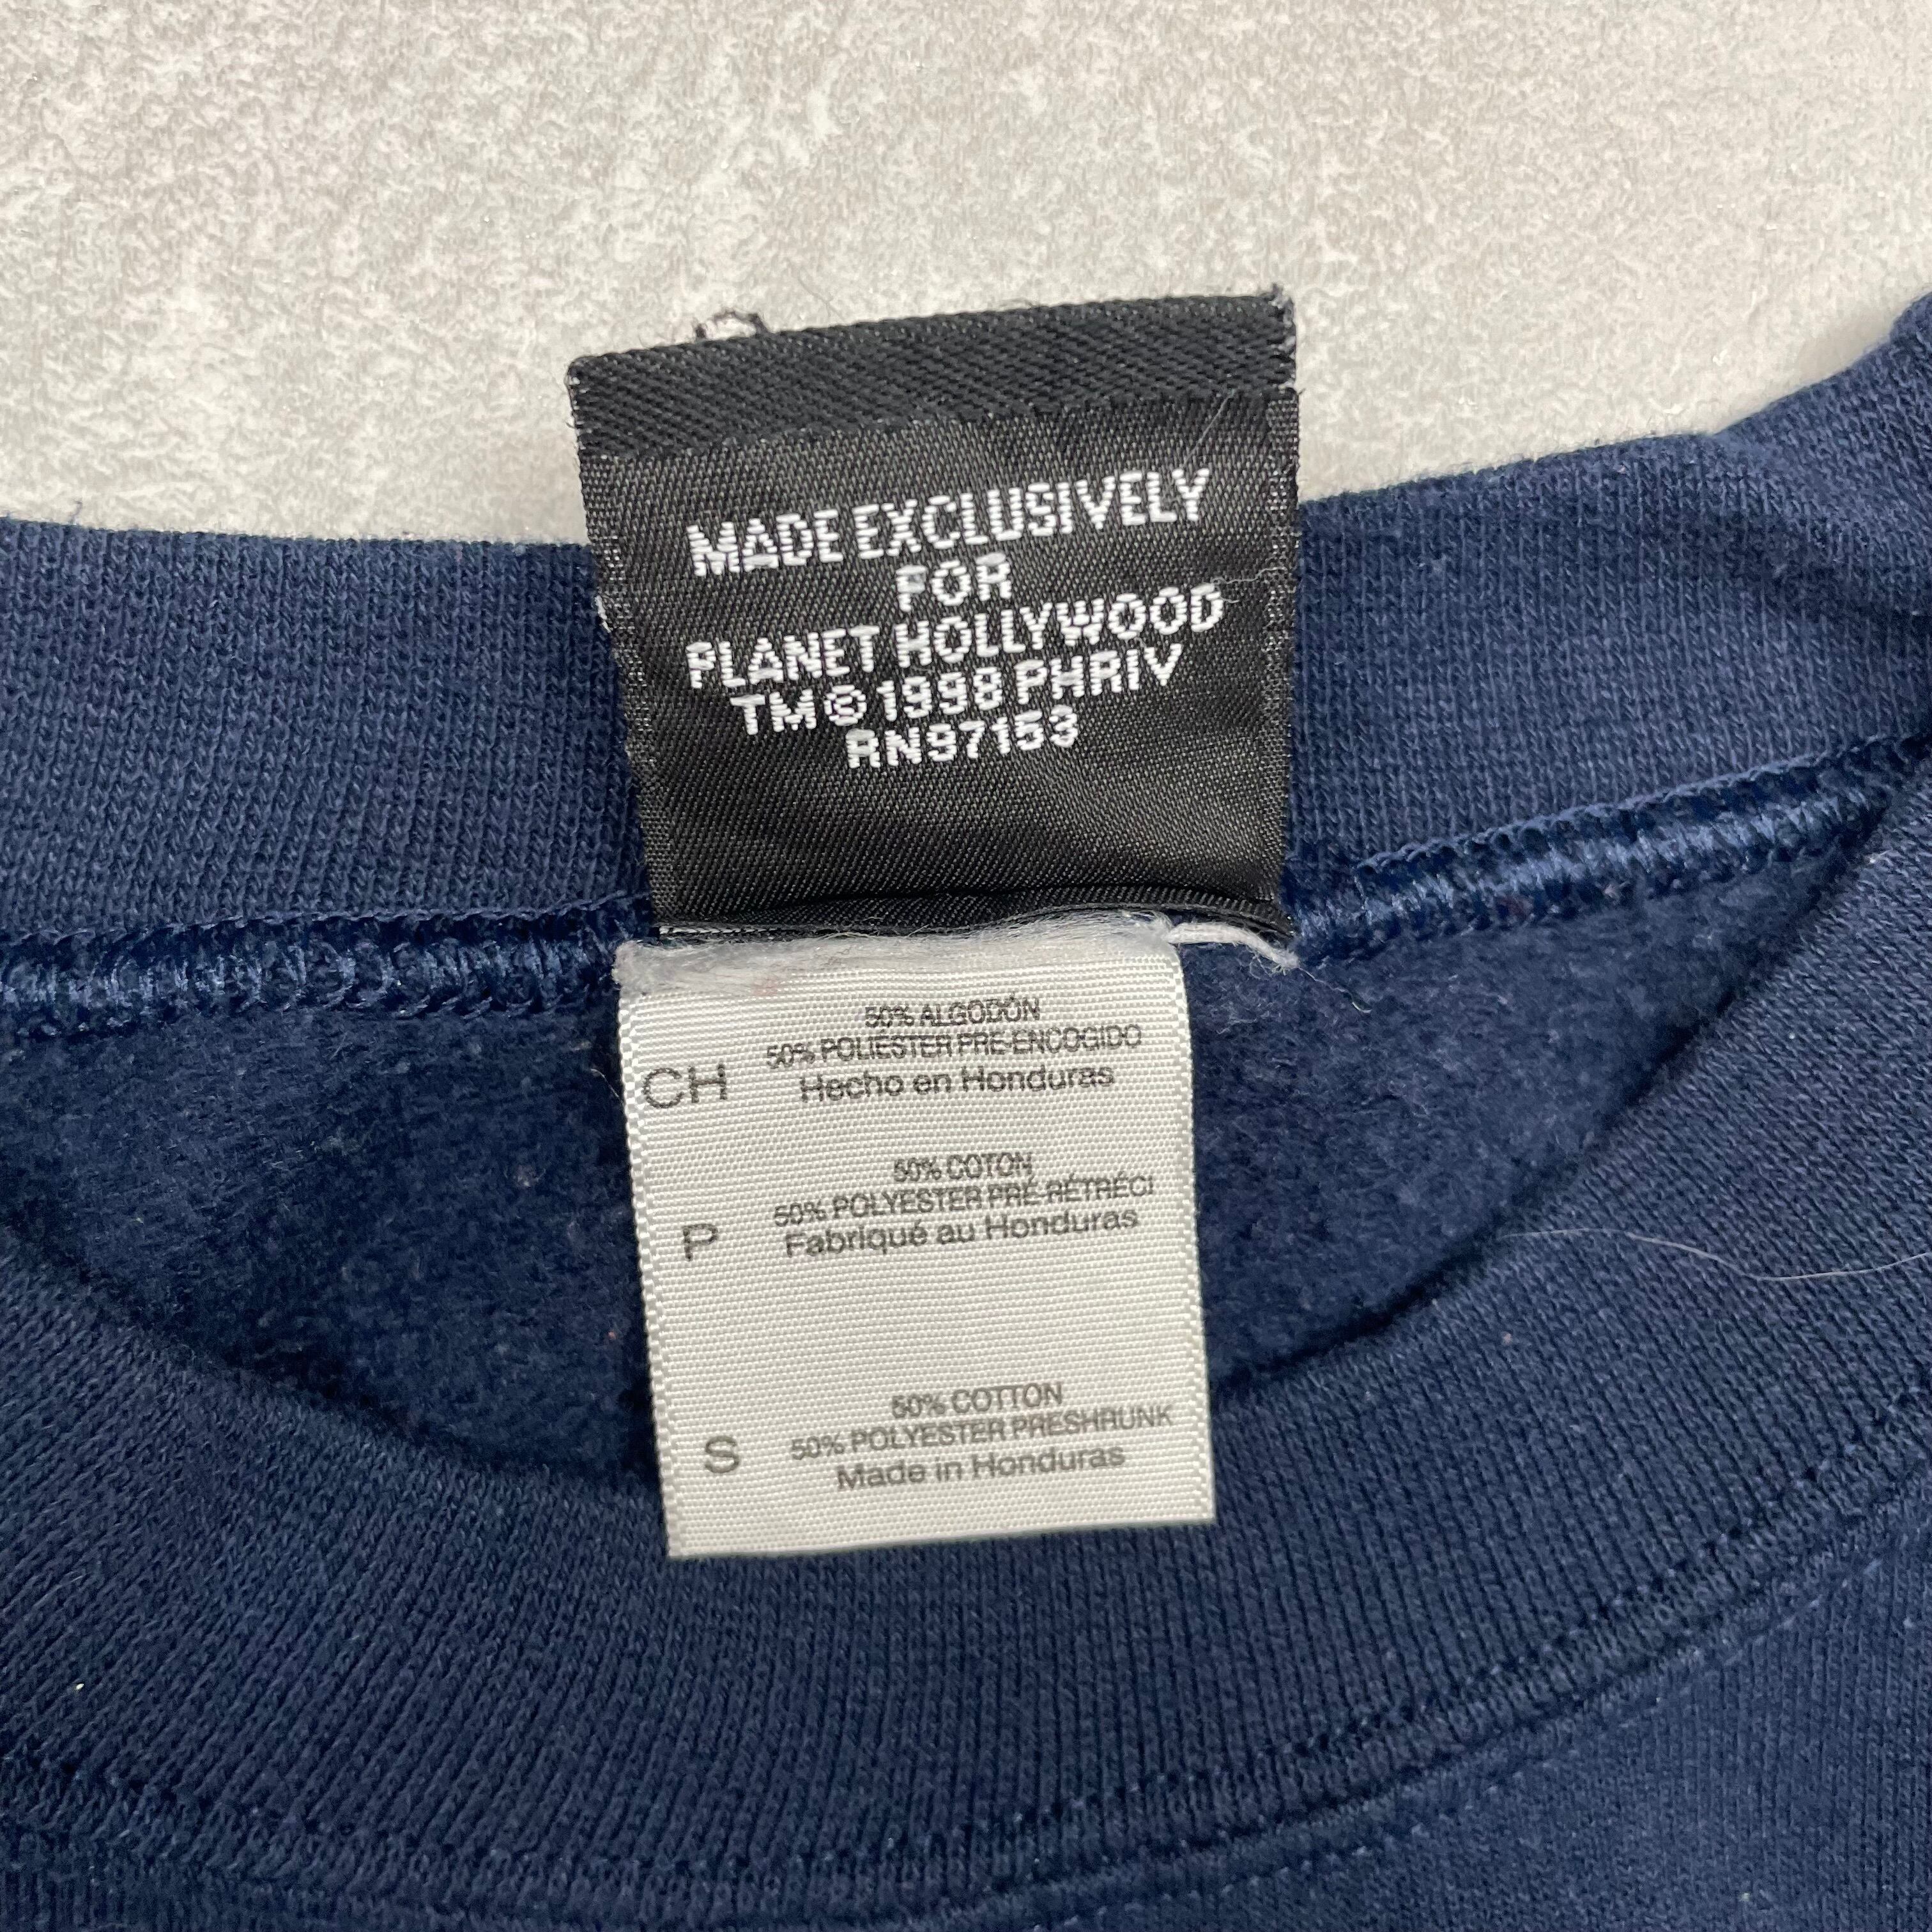 MADE EXCLUSIVELY
FOR
PLANET HOLLYWOOD
TM © 1998 PHRIV
RN97153
50% ALGODÓN
50% POLIESTER PRE-ENCOGIDO
CH Hecho en Honduras
50% COTON
50% POLYESTER PRÉ-RÉTRÉCI
P Fabriqué au Honduras
50% COTTON
50% POLYESTER PRESHRUNK
S Made in Honduras